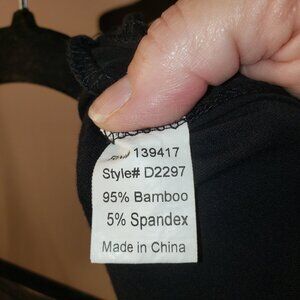 139417
Style# D2297
95% Bamboo
5% Spandex
Made in China